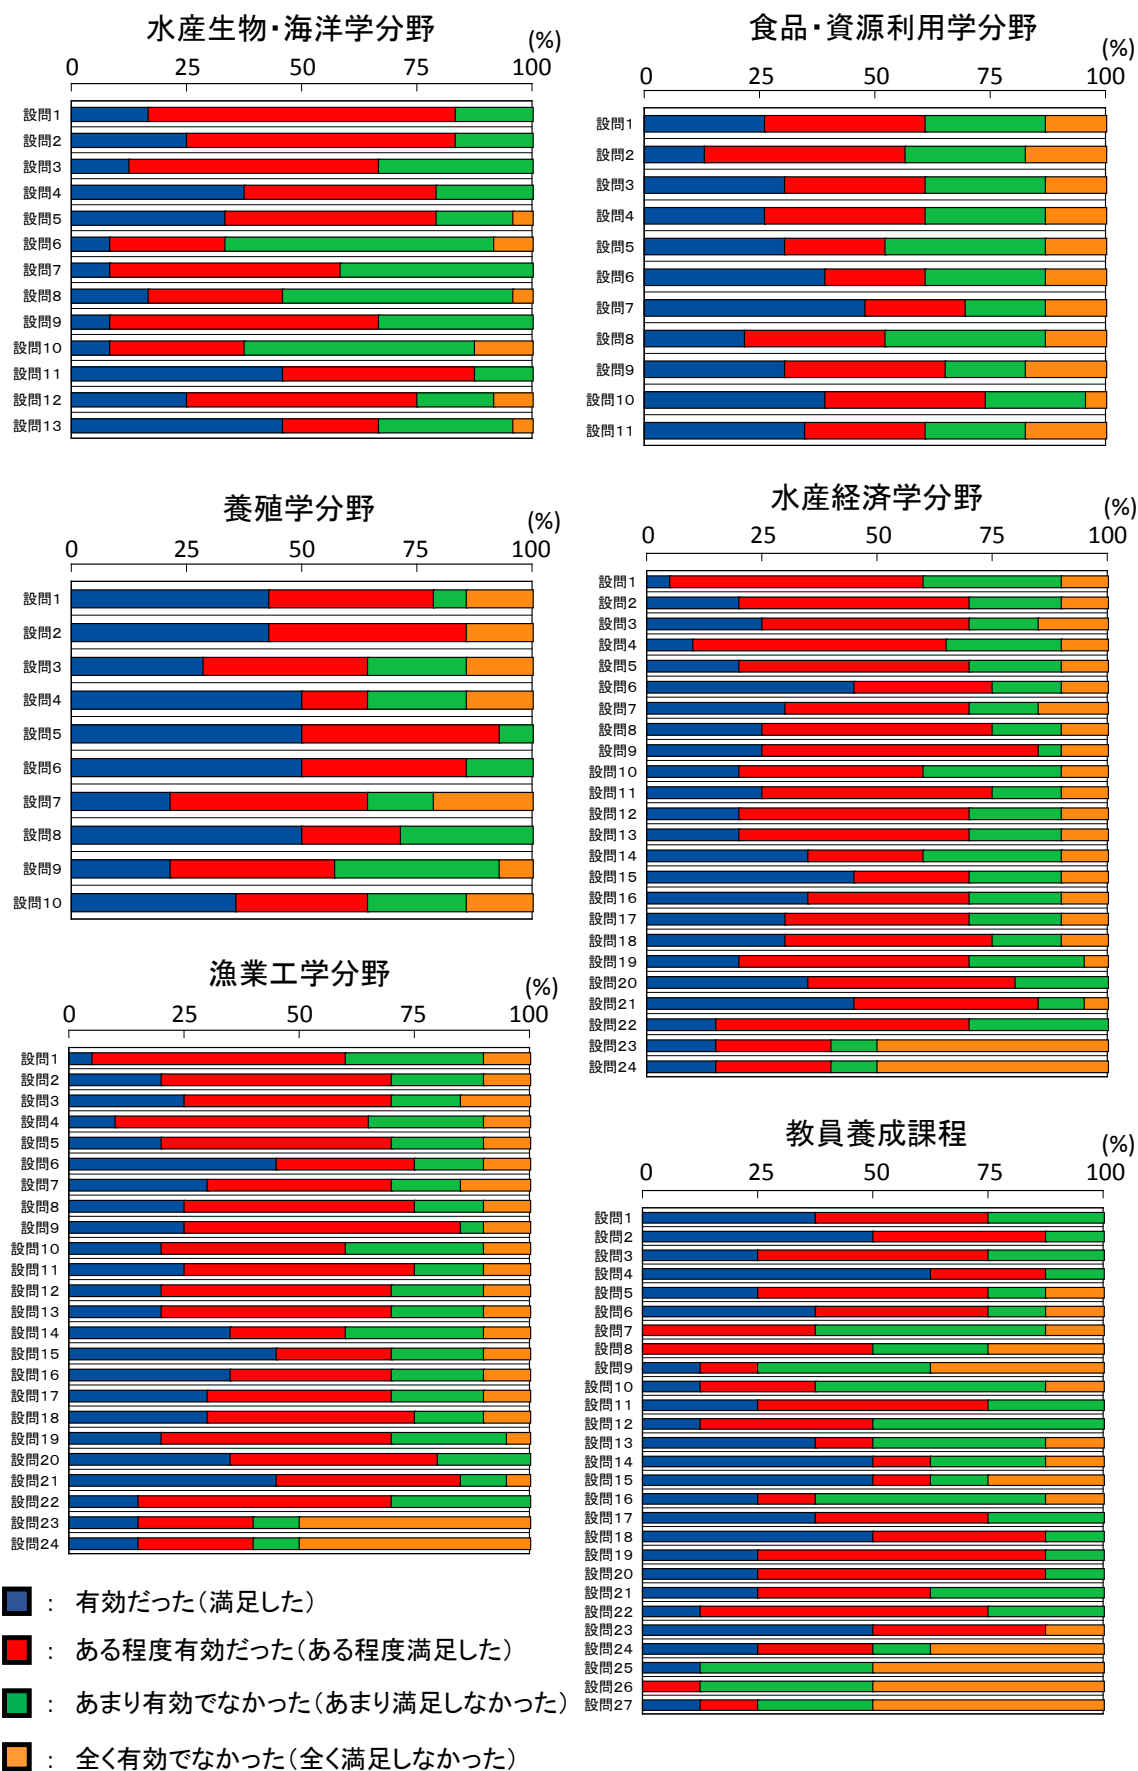 水産生物・海洋学分野
(%)
0 25 50 75 100
設問1
設問2
設問3
設問4
設問5
設問6
設問7
設問8
設問9
設問10
設問11
設問12
設問13
食品・資源利用学分野
(%)
0 25 50 75 100
設問1
設問2
設問3
設問4
設問5
設問6
設問7
設問8
設問9
設問10
設問11
養殖学分野
(%)
0 25 50 75 100
設問1
設問2
設問3
設問4
設問5
設問6
設問7
設問8
設問9
設問10
水産経済学分野
(%)
0 25 50 75 100
設問1
設問2
設問3
設問4
設問5
設問6
設問7
設問8
設問9
設問10
設問11
設問12
設問13
設問14
設問15
設問16
設問17
設問18
設問19
設問20
設問21
設問22
設問23
設問24
漁業工学分野
(%)
0 25 50 75 100
設問1
設問2
設問3
設問4
設問5
設問6
設問7
設問8
設問9
設問10
設問11
設問12
設問13
設問14
設問15
設問16
設問17
設問18
設問19
設問20
設問21
設問22
設問23
設問24
教員養成課程
(%)
0 25 50 75 100
設問1
設問2
設問3
設問4
設問5
設問6
設問7
設問8
設問9
設問10
設問11
設問12
設問13
設問14
設問15
設問16
設問17
設問18
設問19
設問20
設問21
設問22
設問23
設問24
設問25
設問26
設問27
： 有効だった（満足した）
： ある程度有効だった（ある程度満足した）
： あまり有効でなかった（あまり満足しなかった）
： 全く有効でなかった（全く満足しなかった）